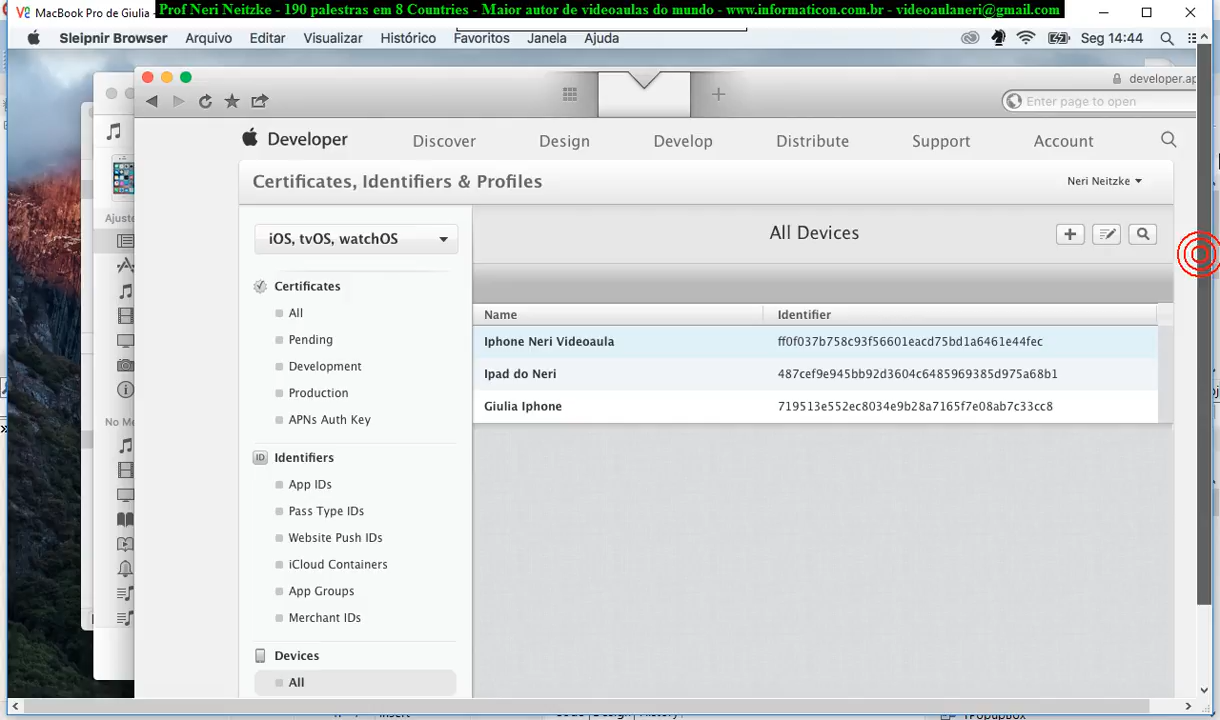 MacBook Pro de Giulia
Prof Neri Neitzke - 190 palestras em 8 Countries - Maior autor de videoaulas do mundo - www.informaticon.com.br - videoaulaneri@gmail.com
Sleipnir Browser Arquivo Editar Visualizar Histórico Favoritos Janela Ajuda Seg 14:44
developer.ap
Enter page to open
Developer Discover Design Develop Distribute Support Account
Certificates, Identifiers & Profiles
Neri Neitzke
Ajuste
iOS, tvOS, watchOS
All Devices
Certificates
All
Pending
Development
Production
APNs Auth Key
Name Identifier
Iphone Neri Videoaula ff0f037b758c93f56601eacd75bd1a6461e44fec
Ipad do Neri 487cef9e945bb92d3604c6485969385d975a68b1
Giulia Iphone 719513e552ec8034e9b28a7165f7e08ab7c33cc8
No Me
Identifiers
App IDs
Pass Type IDs
Website Push IDs
iCloud Containers
App Groups
Merchant IDs
Devices
All